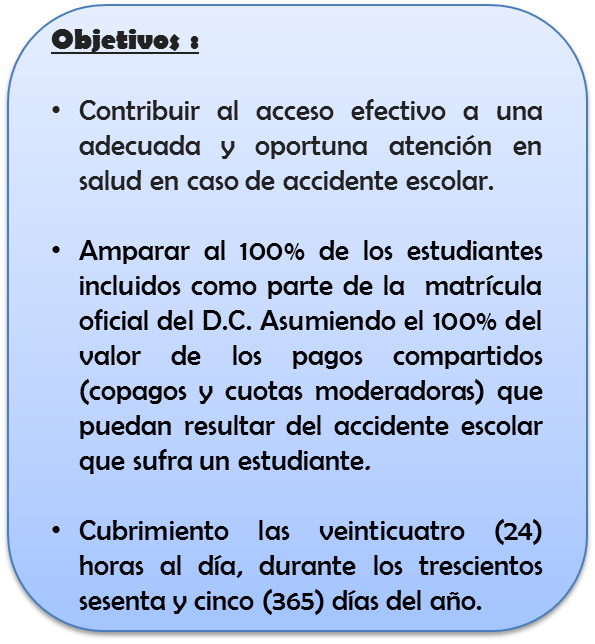 Objetivos :
• Contribuir al acceso efectivo a una
adecuada y oportuna atención en
salud en caso de accidente escolar.
• Amparar al 100% de los estudiantes
incluidos como parte de la matrícula
oficial del D.C. Asumiendo el 100% del
valor de los pagos compartidos
(copagos y cuotas moderadoras) que
puedan resultar del accidente escolar
que sufra un estudiante.
• Cubrimiento las veinticuatro (24)
horas al día, durante los trescientos
sesenta y cinco (365) días del año.